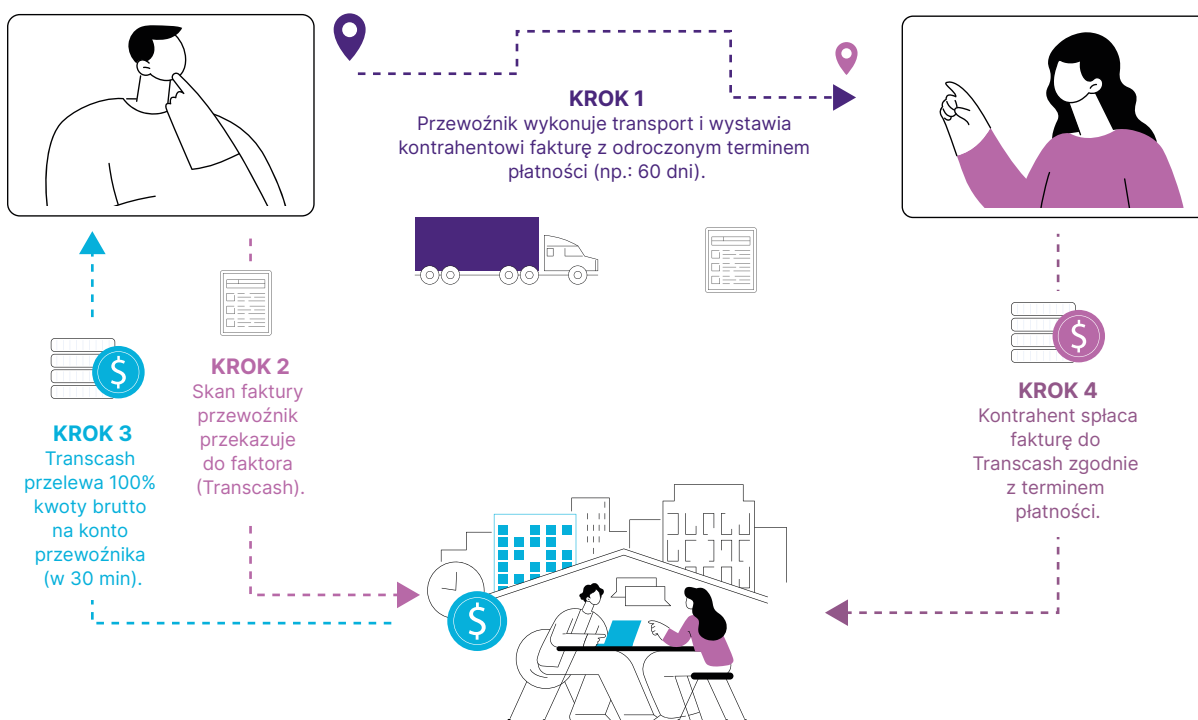 KROK 1
Przewoźnik wykonuje transport i wystawia
kontrahentowi fakturę z odroczonym terminem
płatności (np.: 60 dni).
KROK 2
Skan faktury
przewoźnik
przekazuje
do faktora
(Transcash).
KROK 3
Transcash
przelewa 100%
kwoty brutto
na konto
przewoźnika
(w 30 min).
KROK 4
Kontrahent spłaca
fakturę do
Transcash zgodnie
z terminem
płatności.
$
$
$